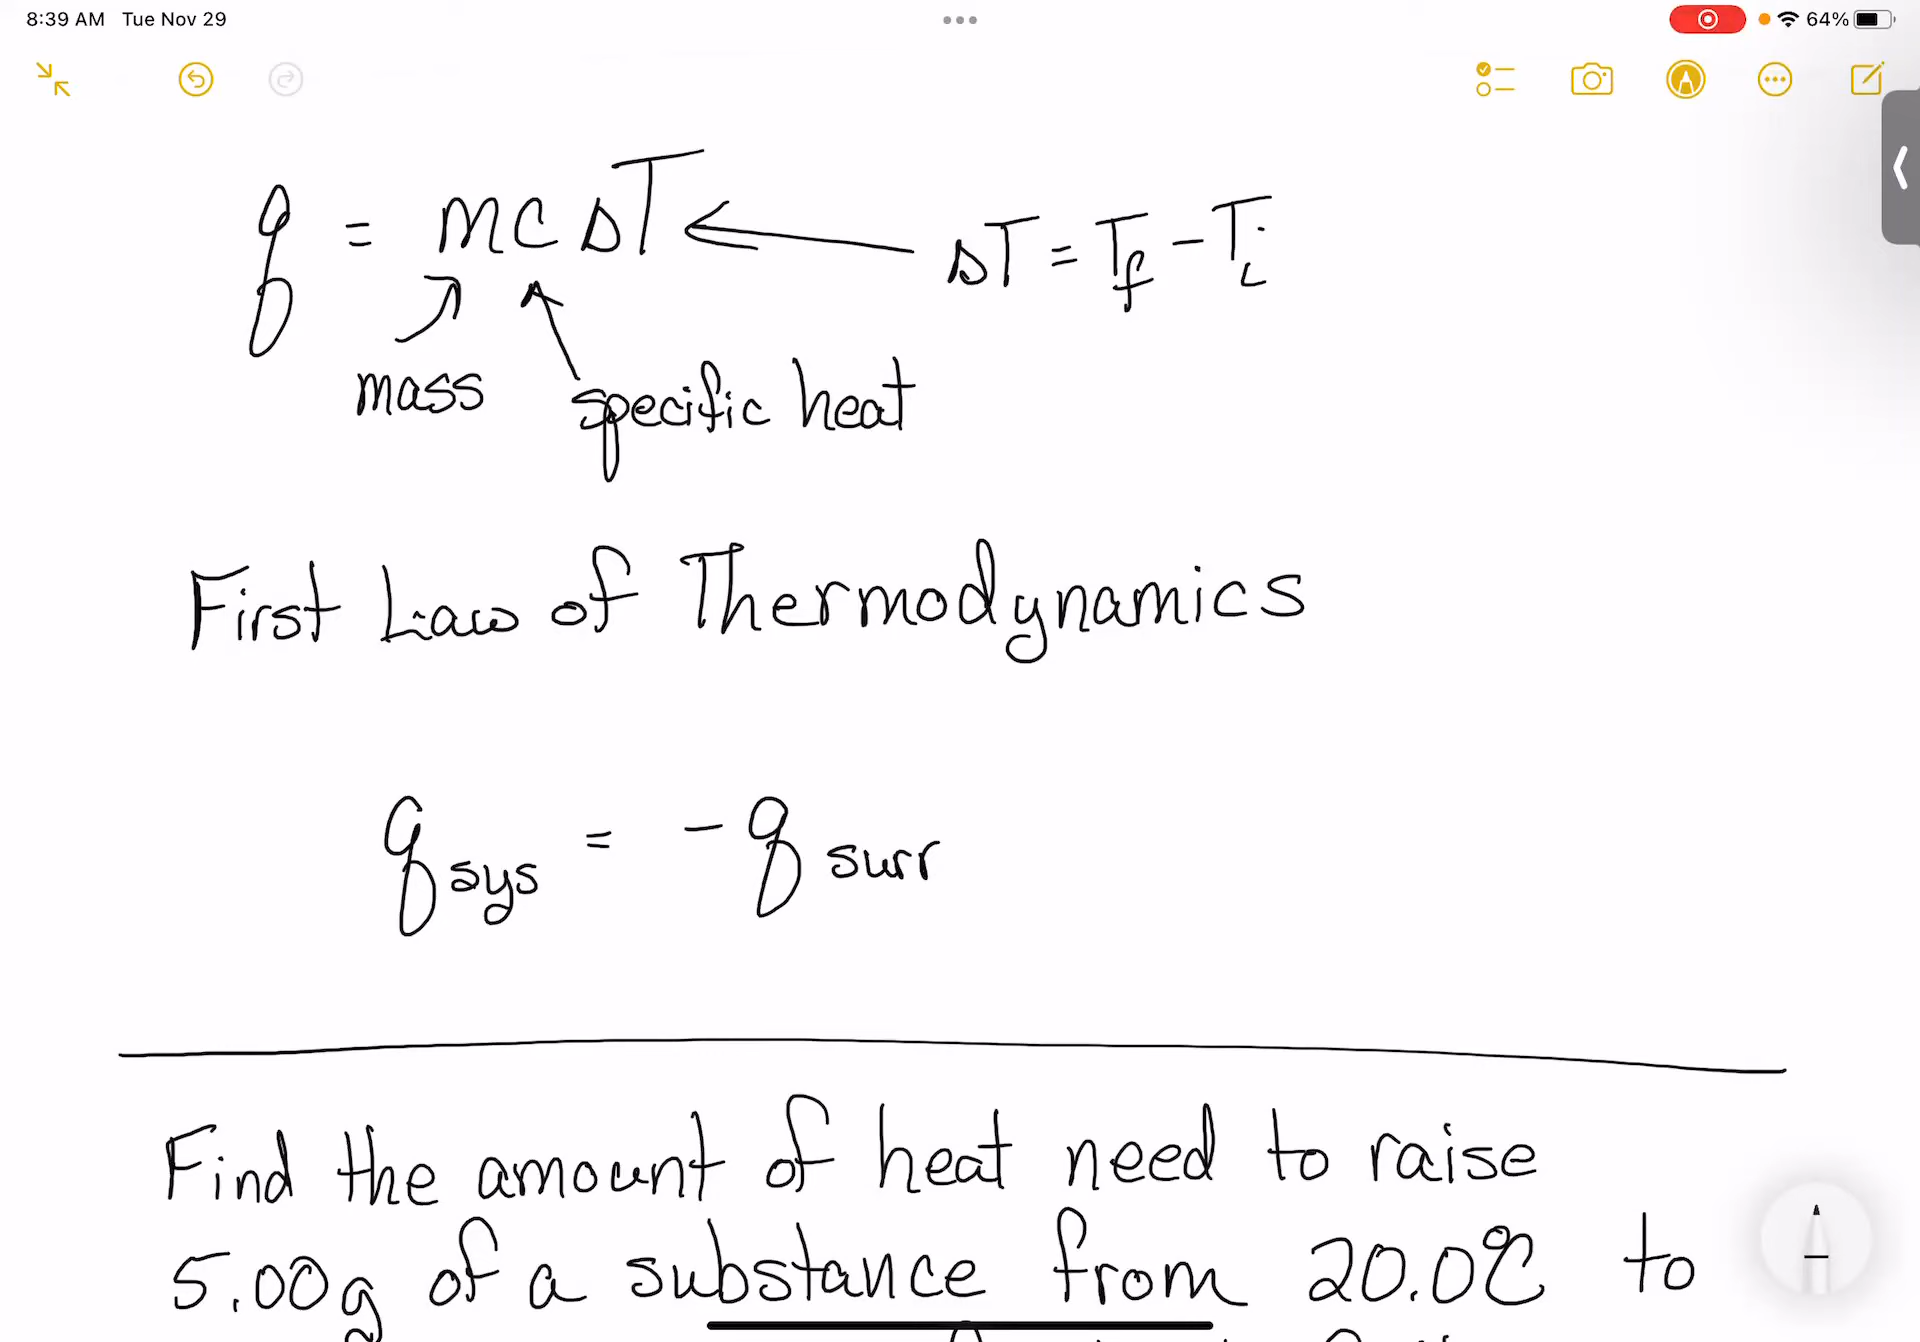 8:39 AM Tue Nov 29
64%
q = mCΔT ← ΔT = Tf - Ti
mass
specific heat
First Law of Thermodynamics
qsys = - qsurr
Find the amount of heat need to raise
5.00g of a substance from 20.0°C to